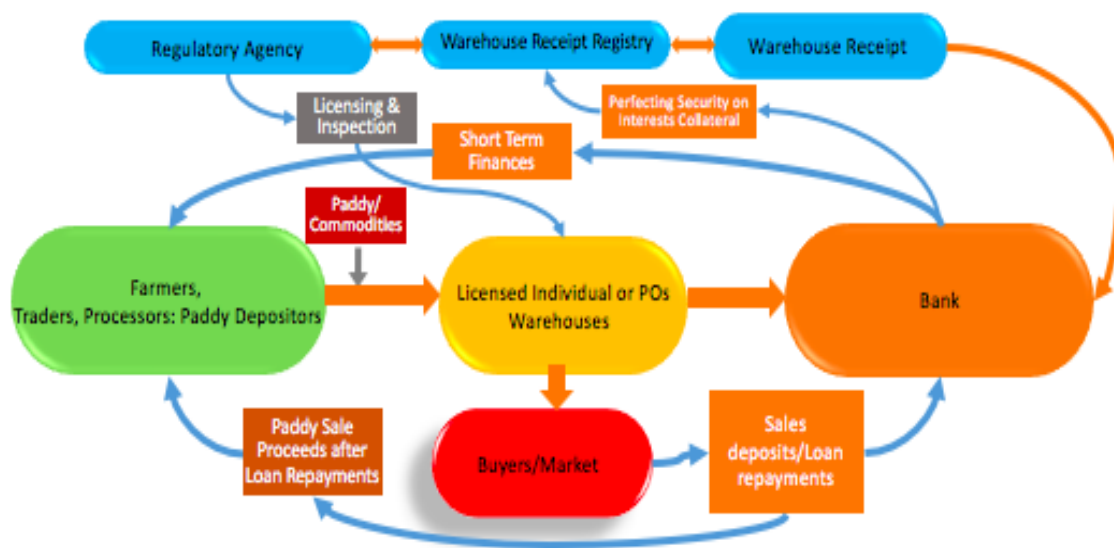 Regulatory Agency
Warehouse Receipt Registry
Warehouse Receipt
Licensing &
Inspection
Perfecting Security on
Interests Collateral
Short Term
Finances
Paddy/
Commodities
Farmers,
Traders, Processors: Paddy Depositors
Licensed Individual or POs
Warehouses
Bank
Paddy Sale
Proceeds after
Loan Repayments
Buyers/Market
Sales
deposits/Loan
repayments